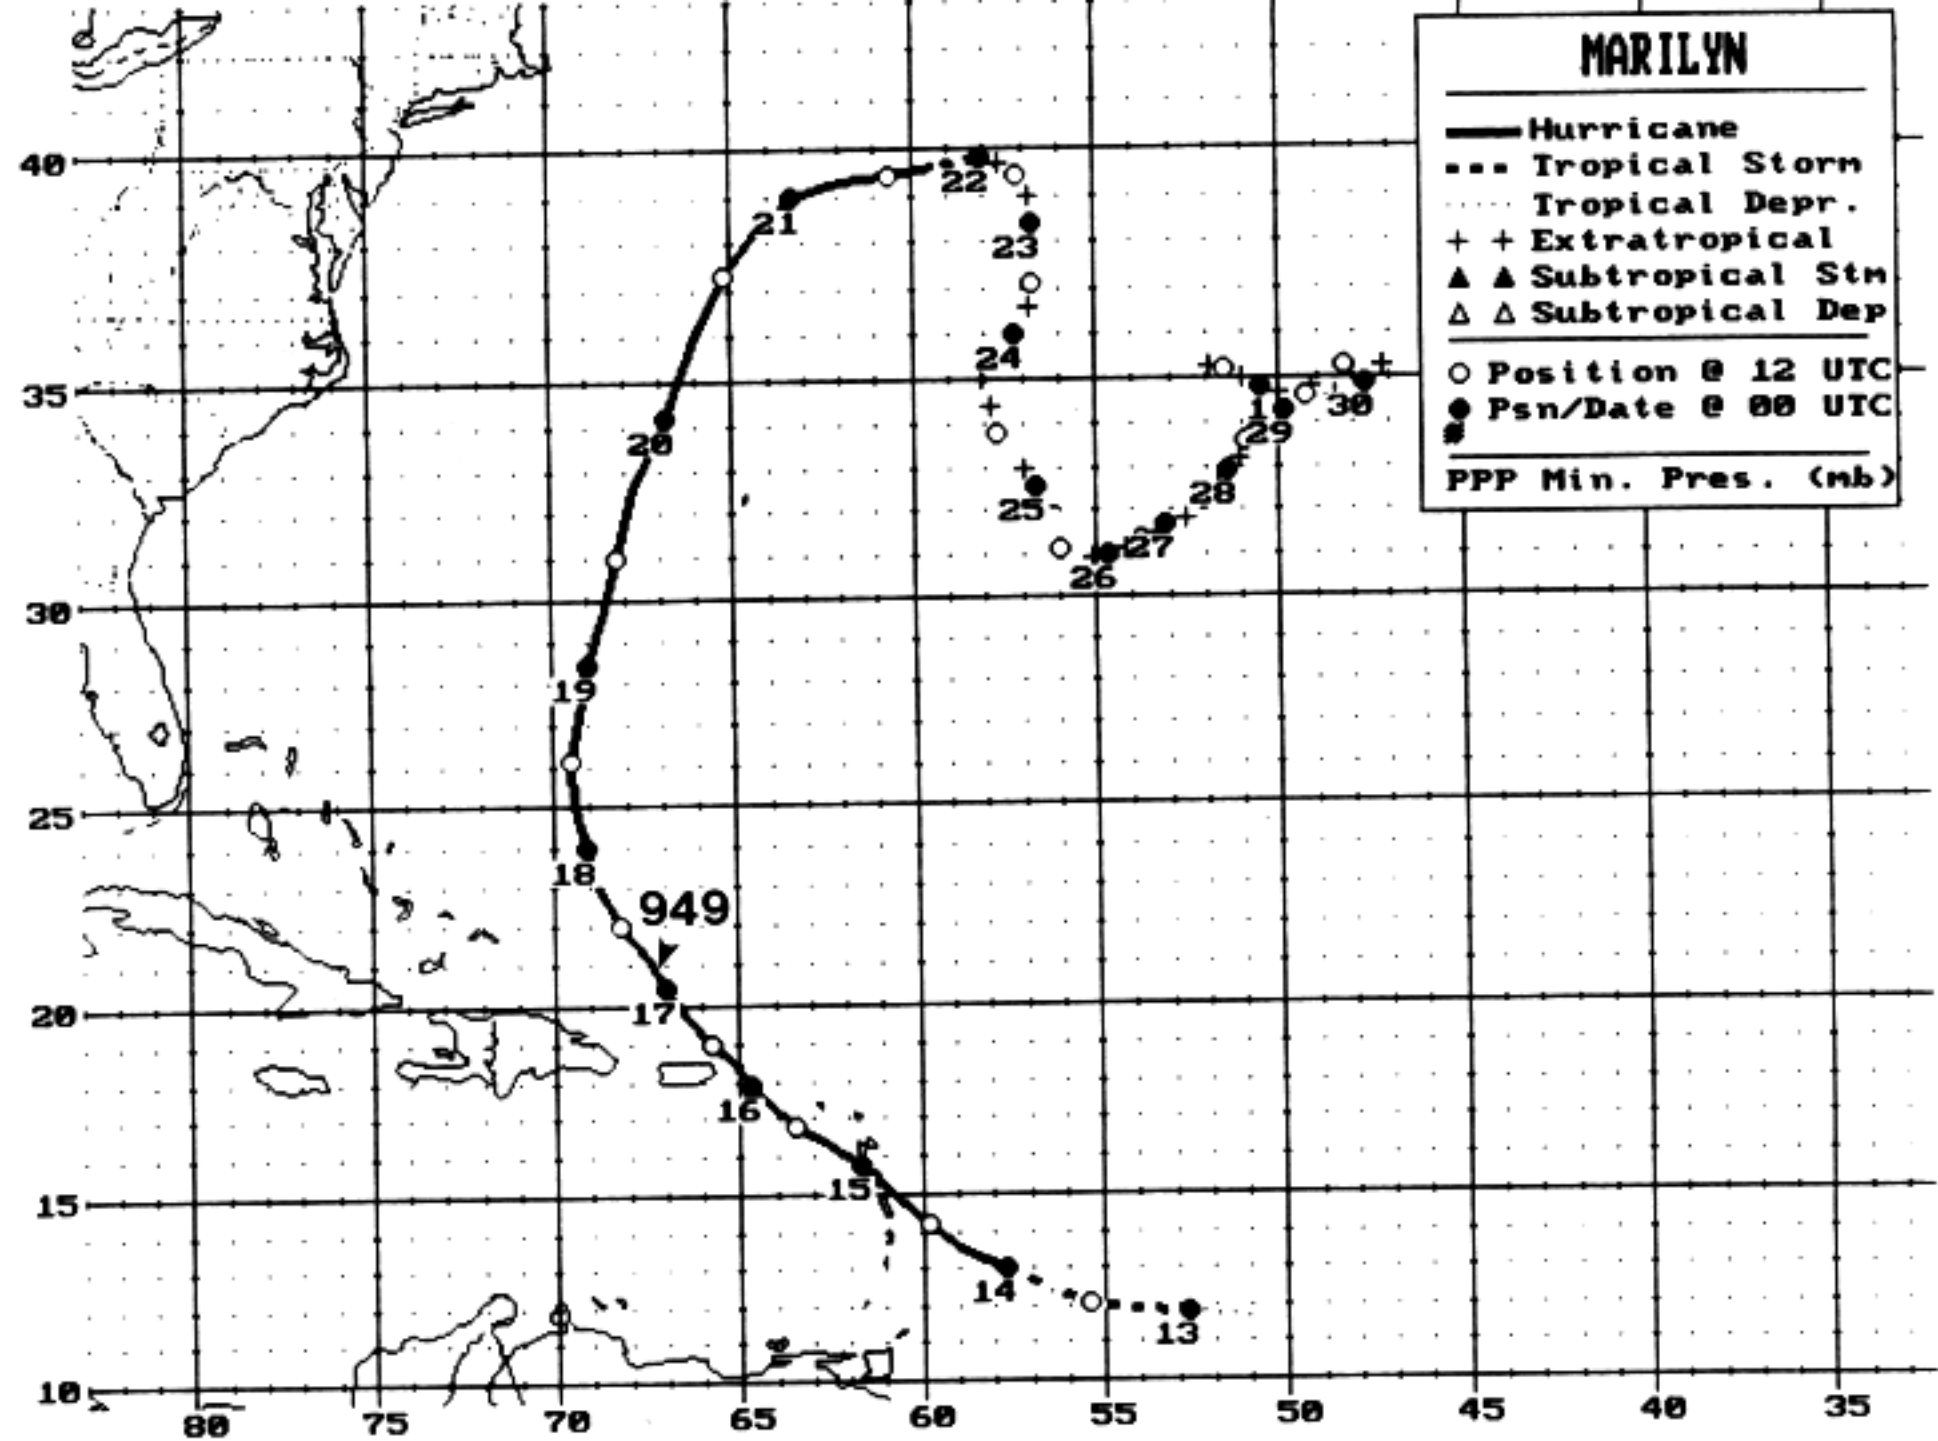 MARILYN
Hurricane
Tropical Storm
Tropical Depr.
+ + Extratropical
▲ ▲ Subtropical Stm
△ △ Subtropical Dep
○ Position @ 12 UTC
● Psn/Date @ 00 UTC
#
PPP Min. Pres. (mb)
40
22
21
23
24
35
1
30
20
29
28
25
27
26
30
19
25
18
949
20
17
16
15
15
14
13
10
80 75 70 65 60 55 50 45 40 35